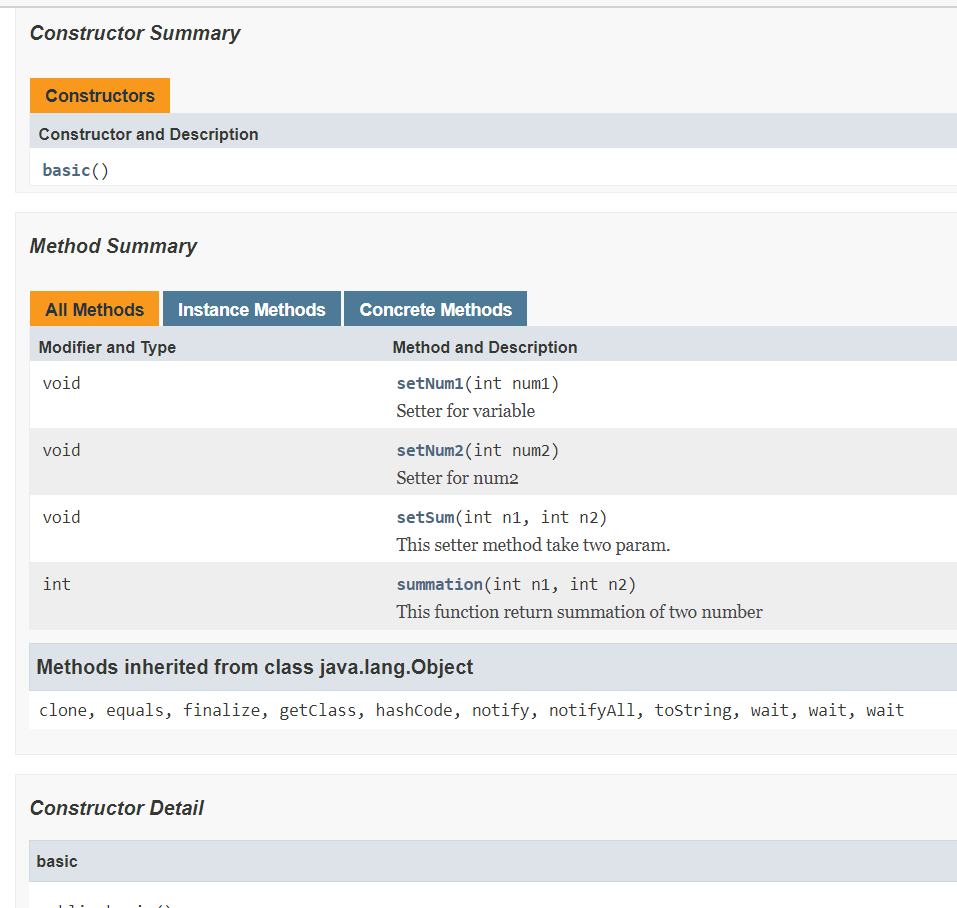 Constructor Summary
Constructors
Constructor and Description
basic()
Method Summary
All Methods Instance Methods Concrete Methods
Modifier and Type Method and Description
void setNum1(int num1)
Setter for variable
void setNum2(int num2)
Setter for num2
void setSum(int n1, int n2)
This setter method take two param.
int summation(int n1, int n2)
This function return summation of two number
Methods inherited from class java.lang.Object
clone, equals, finalize, getClass, hashCode, notify, notifyAll, toString, wait, wait, wait
Constructor Detail
basic